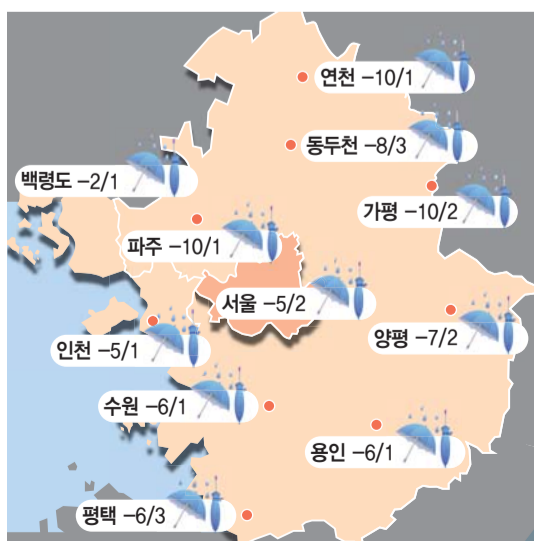 연천 -10/1
동두천 -8/3
백령도 -2/1
가평 -10/2
파주 -10/1
서울 -5/2
양평 -7/2
인천 -5/1
수원 -6/1
용인 -6/1
평택 -6/3